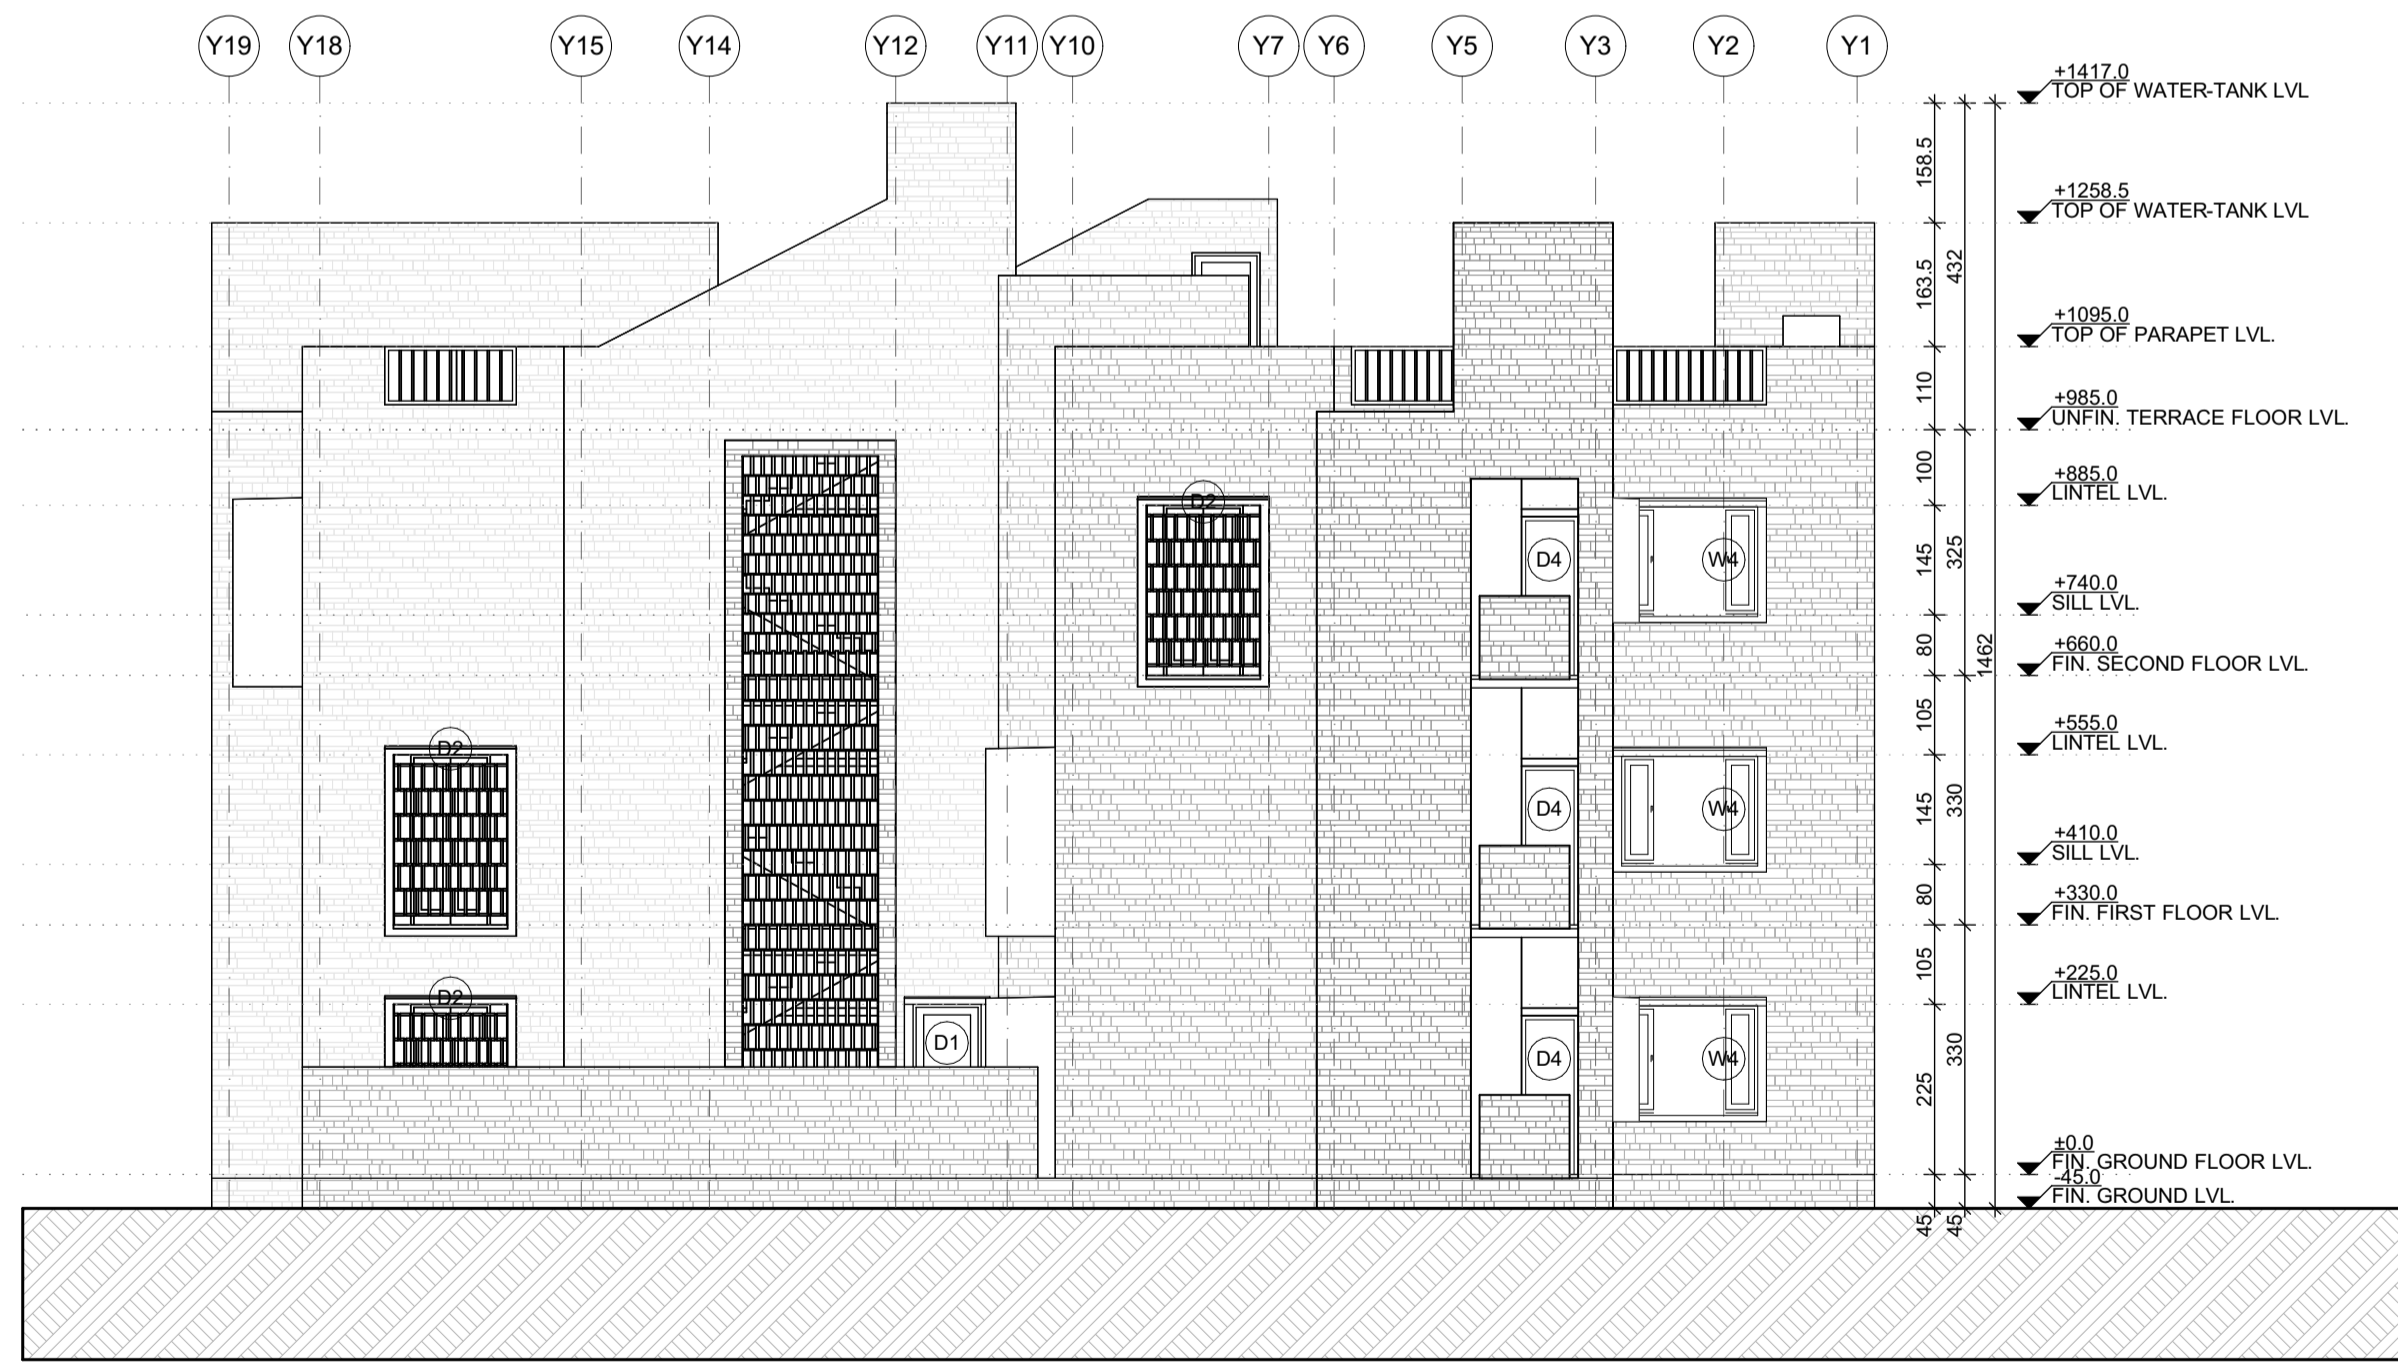 Y19 Y18 Y15 Y14 Y12 Y11 Y10 Y7 Y6 Y5 Y3 Y2 Y1
+1417.0
TOP OF WATER-TANK LVL
158.5
+1258.5
TOP OF WATER-TANK LVL
163.5
432
+1095.0
TOP OF PARAPET LVL.
110
+985.0
UNFIN. TERRACE FLOOR LVL.
100
+885.0
LINTEL LVL.
D2
D4
W4
145
325
+740.0
SILL LVL.
80
1462
+660.0
FIN. SECOND FLOOR LVL.
105
+555.0
LINTEL LVL.
D2
D4
W4
145
330
+410.0
SILL LVL.
80
+330.0
FIN. FIRST FLOOR LVL.
105
+225.0
LINTEL LVL.
D2
D1
D4
W4
225
330
±0.0
FIN. GROUND FLOOR LVL.
-45.0
FIN. GROUND LVL.
45
45